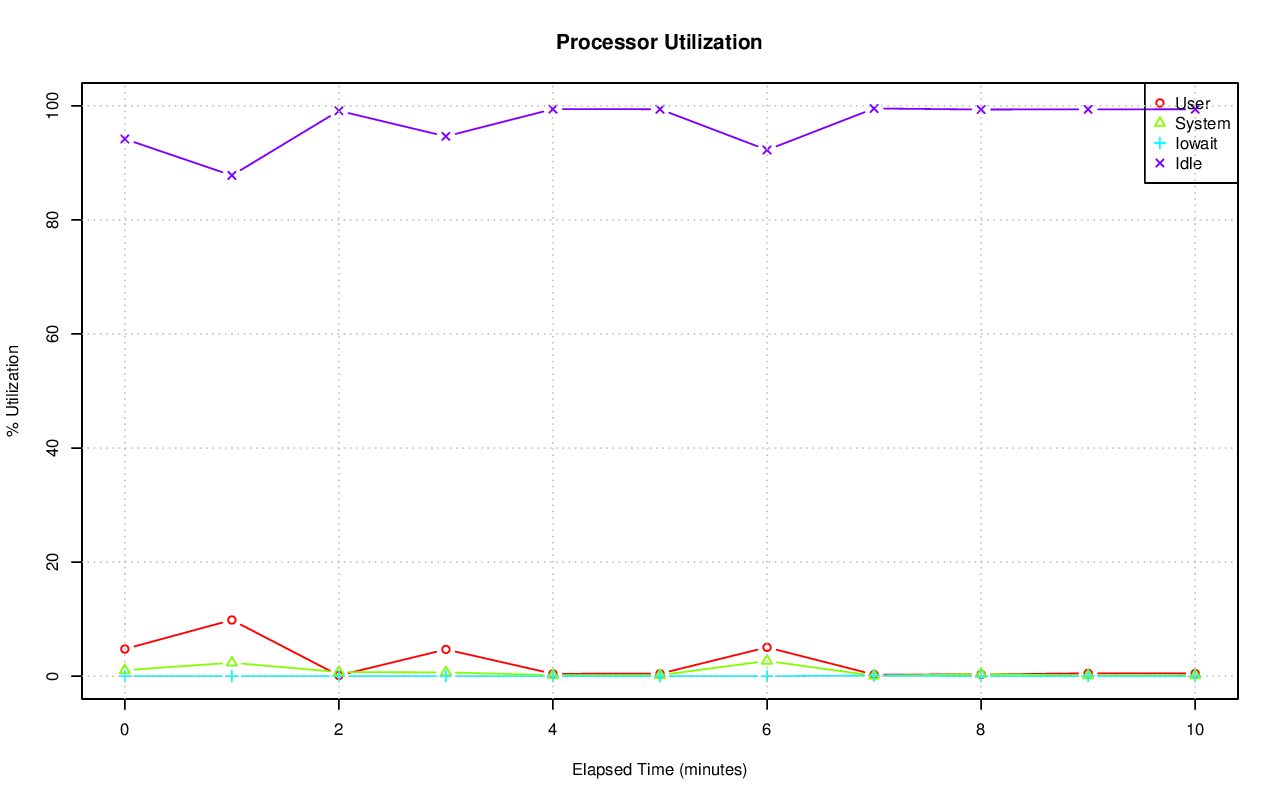 Processor Utilization
User
System
Iowait
Idle
100
80
60
40
20
0
% Utilization
0 2 4 6 8 10
Elapsed Time (minutes)